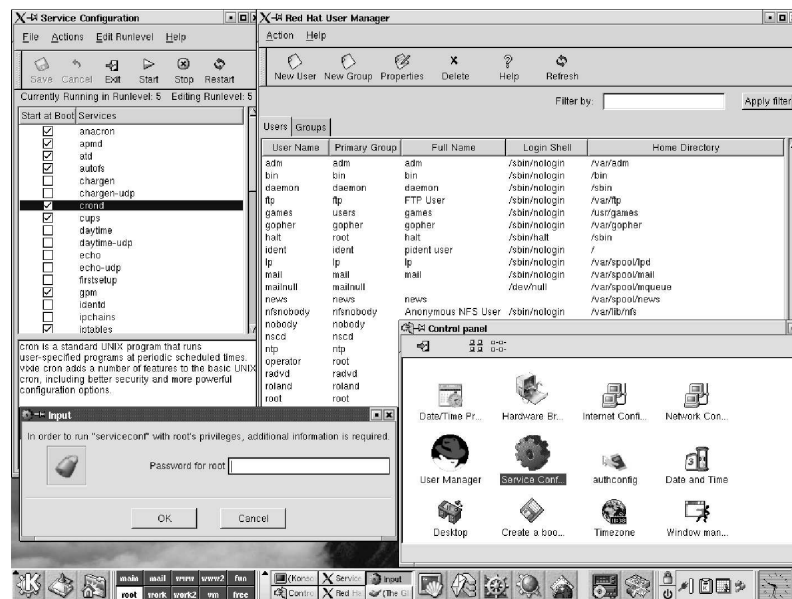 Service Configuration
File Actions Edit Runlevel Help
Save Cancel Exit Start Stop Restart
Currently Running in Runlevel: 5 Editing Runlevel: 5
Start at Boot Services
anacron
apmd
atd
autofs
chargen
chargen-udp
crond
cups
daytime
daytime-udp
echo
echo-udp
firstsetup
gpm
identd
ipchains
iptables
cron is a standard UNIX program that runs
user-specified programs at periodic scheduled times.
vixie cron adds a number of features to the basic UNIX
cron, including better security and more powerful
configuration options.
Red Hat User Manager
Action Help
New User New Group Properties Delete Help Refresh
Filter by: Apply filter
Users Groups
User Name Primary Group Full Name Login Shell Home Directory
adm adm adm /sbin/nologin /var/adm
bin bin bin /sbin/nologin /bin
daemon daemon daemon /sbin/nologin /sbin
ftp ftp FTP User /sbin/nologin /var/ftp
games users games /sbin/nologin /usr/games
gopher gopher gopher /sbin/nologin /var/gopher
halt root halt /sbin/halt /sbin
ident ident pident user /sbin/nologin /
lp lp lp /sbin/nologin /var/spool/lpd
mail mail mail /sbin/nologin /var/spool/mail
mailnull mailnull /dev/null /var/spool/mqueue
news news news /var/spool/news
nfsnobody nfsnobody Anonymous NFS User /sbin/nologin /var/lib/nfs
nobody nobody
nscd nscd
ntp ntp
operator root
radvd radvd
roland roland
root root
Control panel
Date/Time Pr... Hardware Br... Internet Confi... Network Con...
User Manager Service Conf... authconfig Date and Time
Desktop Create a boo... Timezone Window man...
Input
In order to run "serviceconf" with root's privileges, additional information is required.
Password for root
OK Cancel
main mail www www2 fun
root work work2 vm free
(Konso Service Input
Contro Red Ha (The G